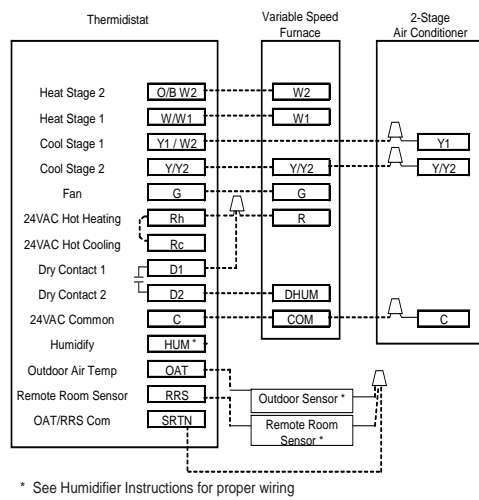 Thermidistat
Variable Speed
Furnace
2-Stage
Air Conditioner
Heat Stage 2 O/B W2 W2
Heat Stage 1 W/W1 W1
Cool Stage 1 Y1 / W2 Y1
Cool Stage 2 Y/Y2 Y/Y2 Y/Y2
Fan G G
24VAC Hot Heating Rh R
24VAC Hot Cooling Rc
Dry Contact 1 D1
Dry Contact 2 D2 DHUM
24VAC Common C COM C
Humidify HUM *
Outdoor Air Temp OAT
Remote Room Sensor RRS
OAT/RRS Com SRTN
Outdoor Sensor *
Remote Room
Sensor *
* See Humidifier Instructions for proper wiring